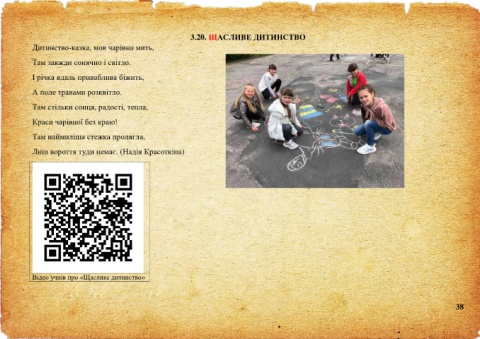 3.20. ЩАСЛИВЕ ДИТИНСТВО
Дитинство-казка, мов чарівна мить,
Там завжди сонячно і світло.
І річка вдаль приваблива біжить,
А поле травами розквітло.
Там стільки сонця, радості, тепла,
Краси чарівної без краю!
Там наймиліша стежка пролягла,
Лиш вороття туди немає. (Надія Красоткіна)
Відео учнів про «Щасливе дитинство»
38